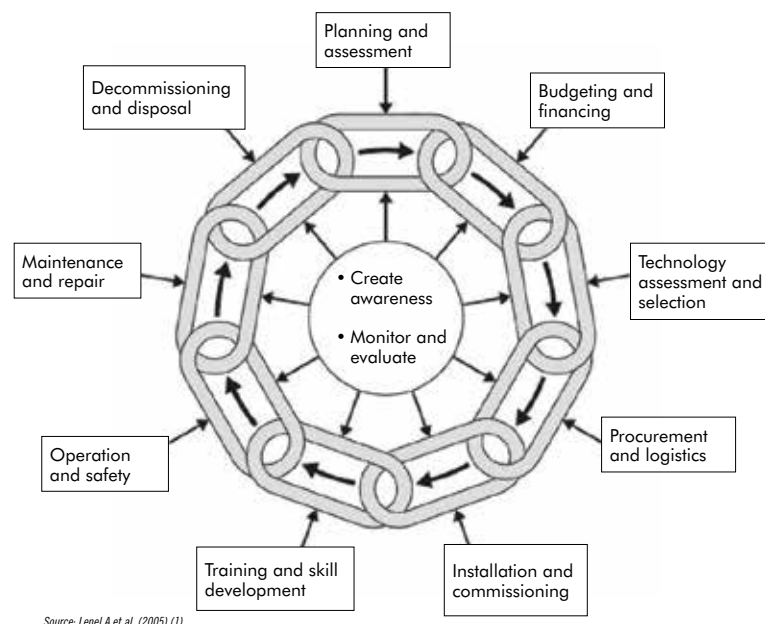 Planning and
assessment
Decommissioning
and disposal
Budgeting and
financing
Maintenance
and repair
• Create
awareness
• Monitor and
evaluate
Technology
assessment and
selection
Operation
and safety
Procurement
and logistics
Training and skill
development
Installation and
commissioning
Source: Lenel A et al. (2005) (1)